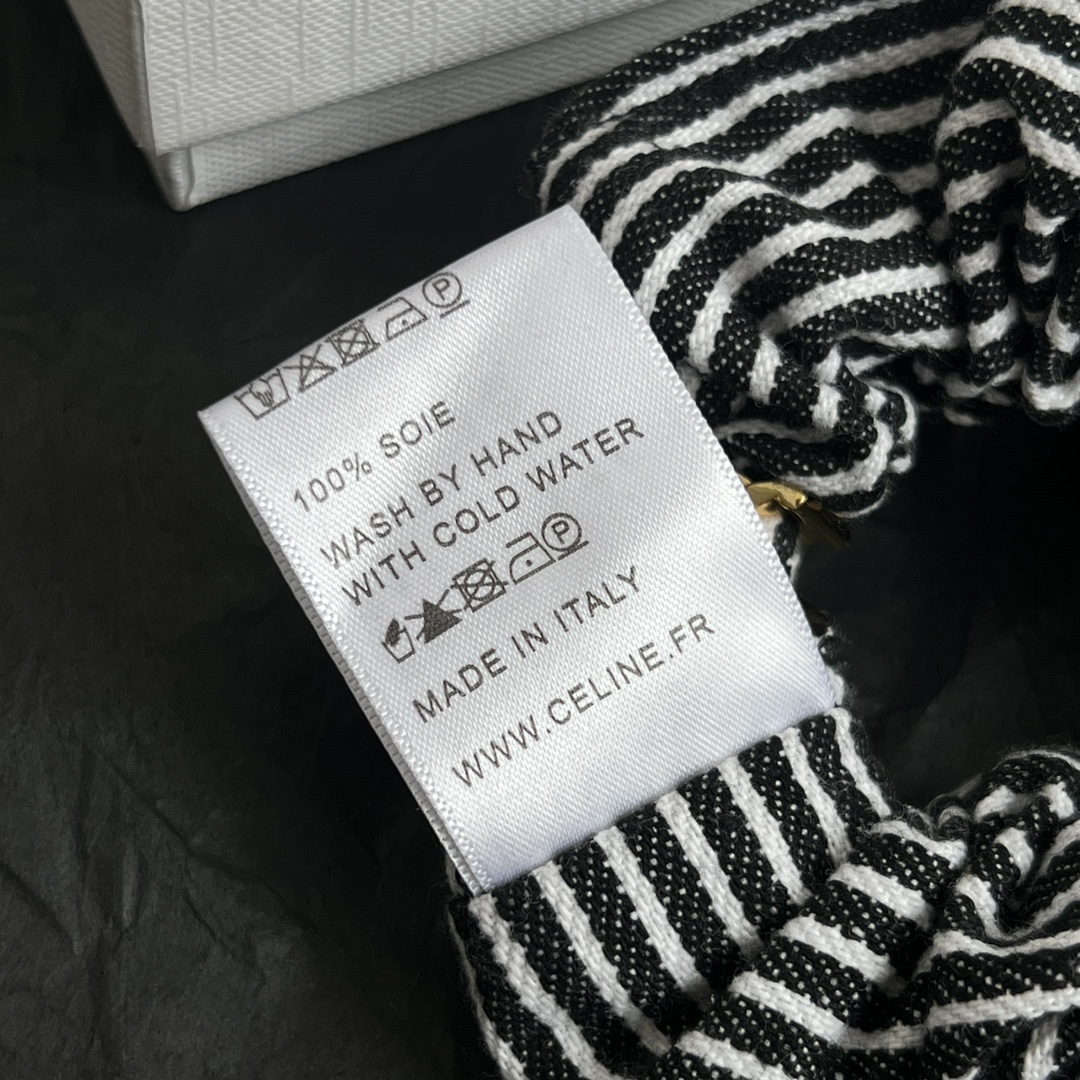 P
100% SOIE
WASH BY HAND
WITH COLD WATER
P
MADE IN ITALY
WWW.CELINE.FR